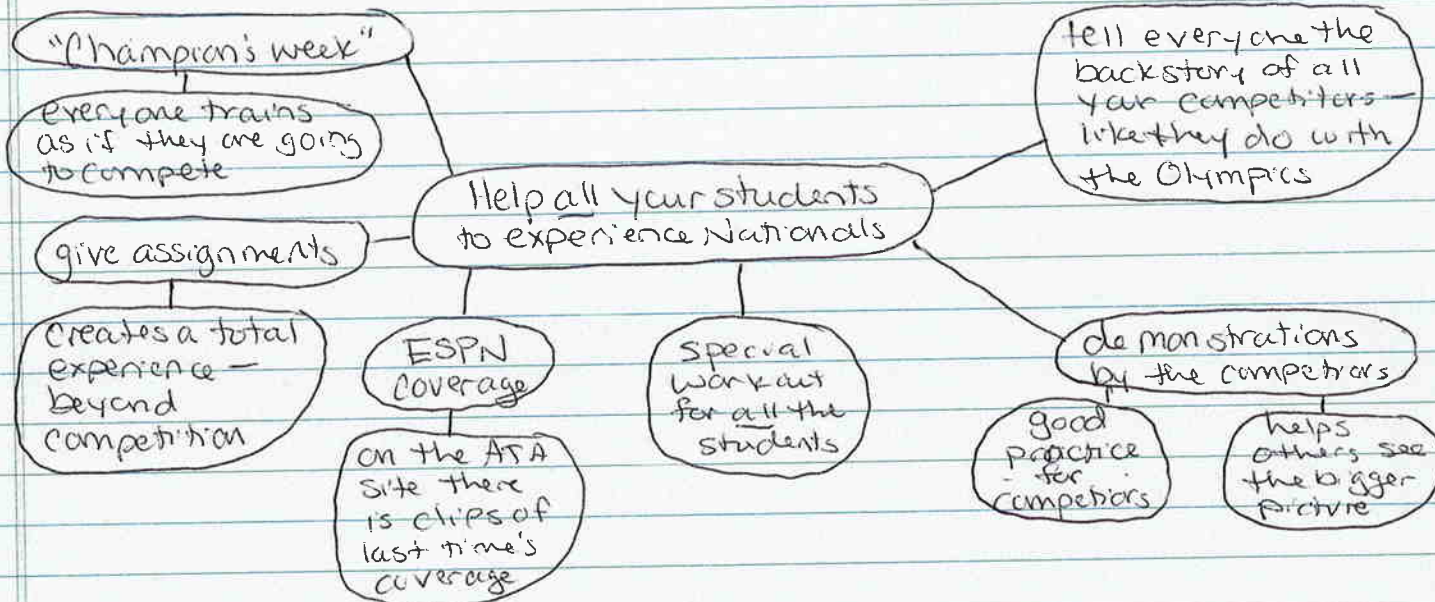 "Champion's week"
everyone trains
as if they are going
to compete
give assignments
creates a total
experience —
beyond
competition
Help all your students
to experience Nationals
ESPN
coverage
on the ATA
site there
is clips of
last time's
coverage
special
workout
for all the
students
tell everyone the
backstory of all
your competitors —
like they do with
the Olympics
demonstrations
by the competitors
good
practice
for
competitors
helps
others see
the bigger
picture